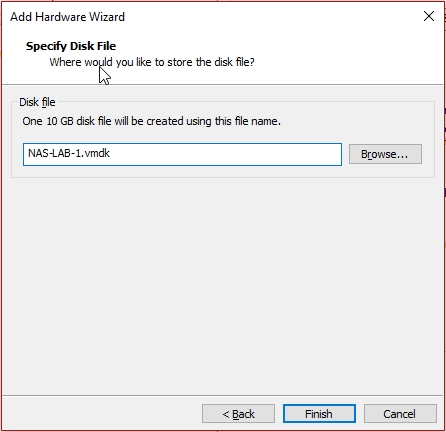 Add Hardware Wizard
Specify Disk File
Where would you like to store the disk file?
Disk file
One 10 GB disk file will be created using this file name.
NAS-LAB-1.vmdk
Browse...
< Back
Finish
Cancel